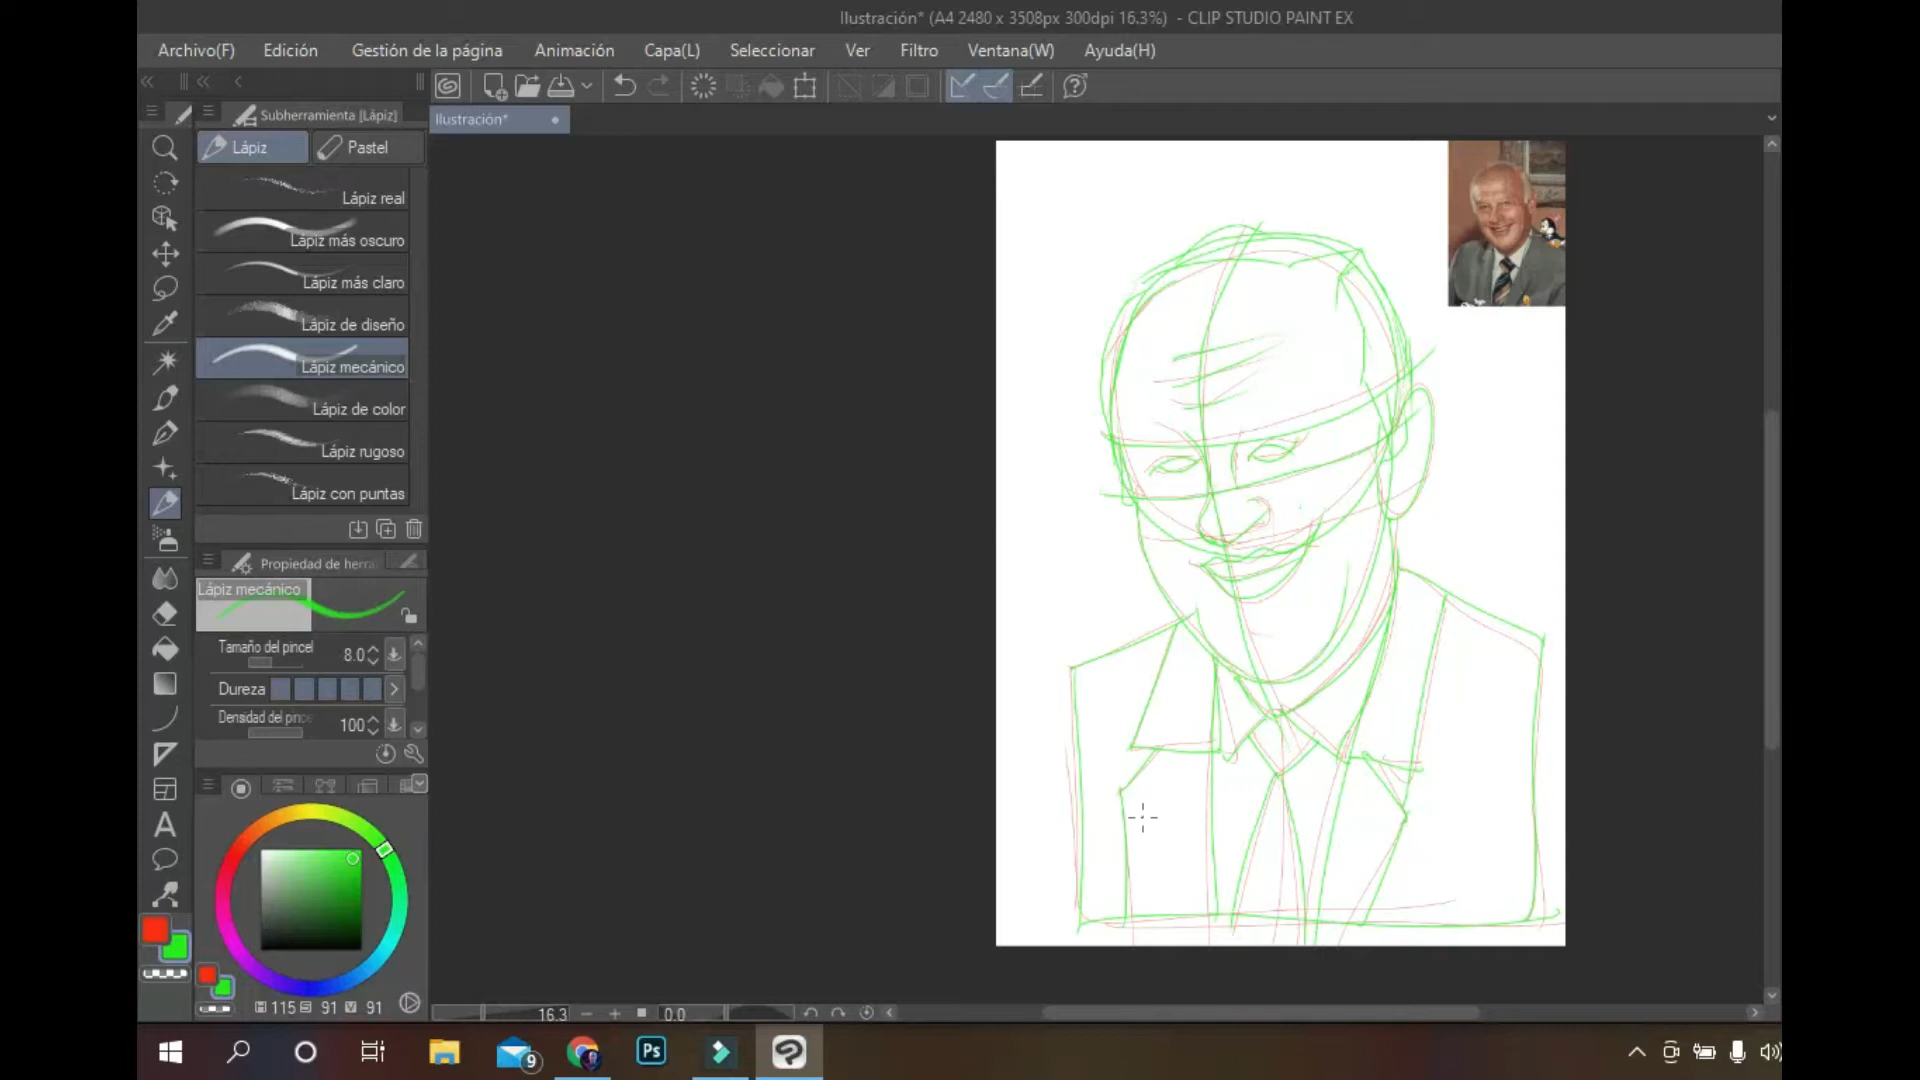 Ilustración* (A4 2480 x 3508px 300dpi 16.3%) - CLIP STUDIO PAINT EX
Archivo(F) Edición Gestión de la página Animación Capa(L) Seleccionar Ver Filtro Ventana(W) Ayuda(H)
Subherramienta [Lápiz]
Ilustración*
Lápiz Pastel
Lápiz real
Lápiz más oscuro
Lápiz más claro
Lápiz de diseño
Lápiz mecánico
Lápiz de color
Lápiz rugoso
Lápiz con puntas
Propiedad de herra
Lápiz mecánico
Tamaño del pincel 8.0
Dureza
Densidad del pinc 100
A
H 115 S 91 V 91
16.3 0.0
9 Ps